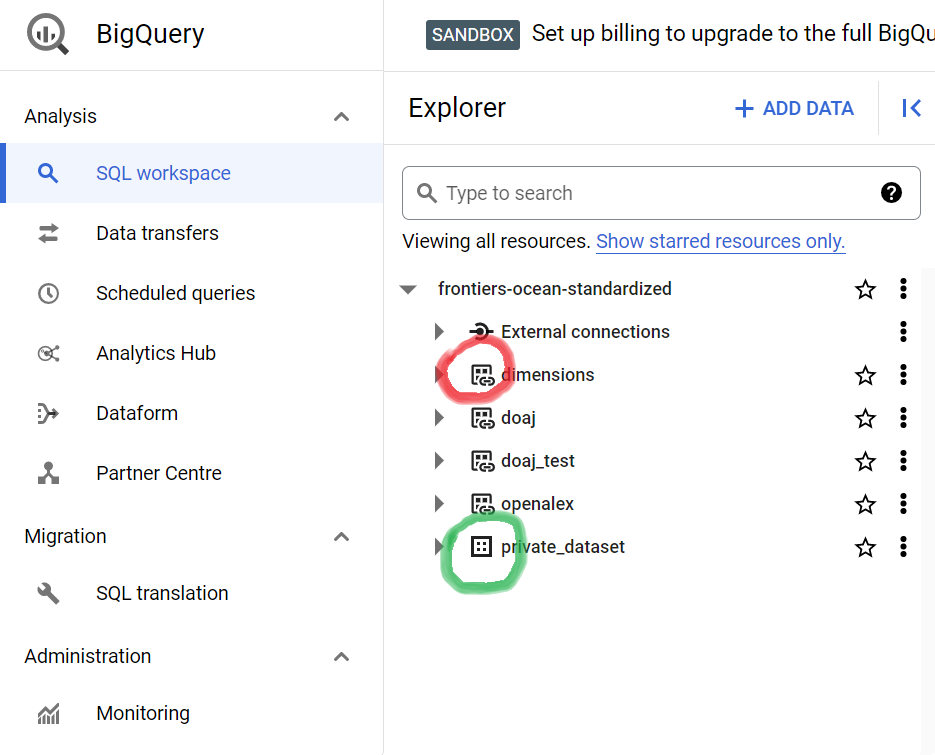 BigQuery
SANDBOX Set up billing to upgrade to the full BigQu
Analysis
SQL workspace
Data transfers
Scheduled queries
Analytics Hub
Dataform
Partner Centre
Migration
SQL translation
Administration
Monitoring
Explorer
ADD DATA
Type to search
Viewing all resources. Show starred resources only.
frontiers-ocean-standardized
External connections
dimensions
doaj
doaj_test
openalex
private_dataset